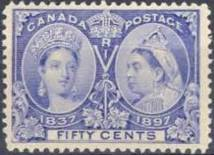 CANADA POSTAGE
V R I
1837 1897
FIFTY CENTS